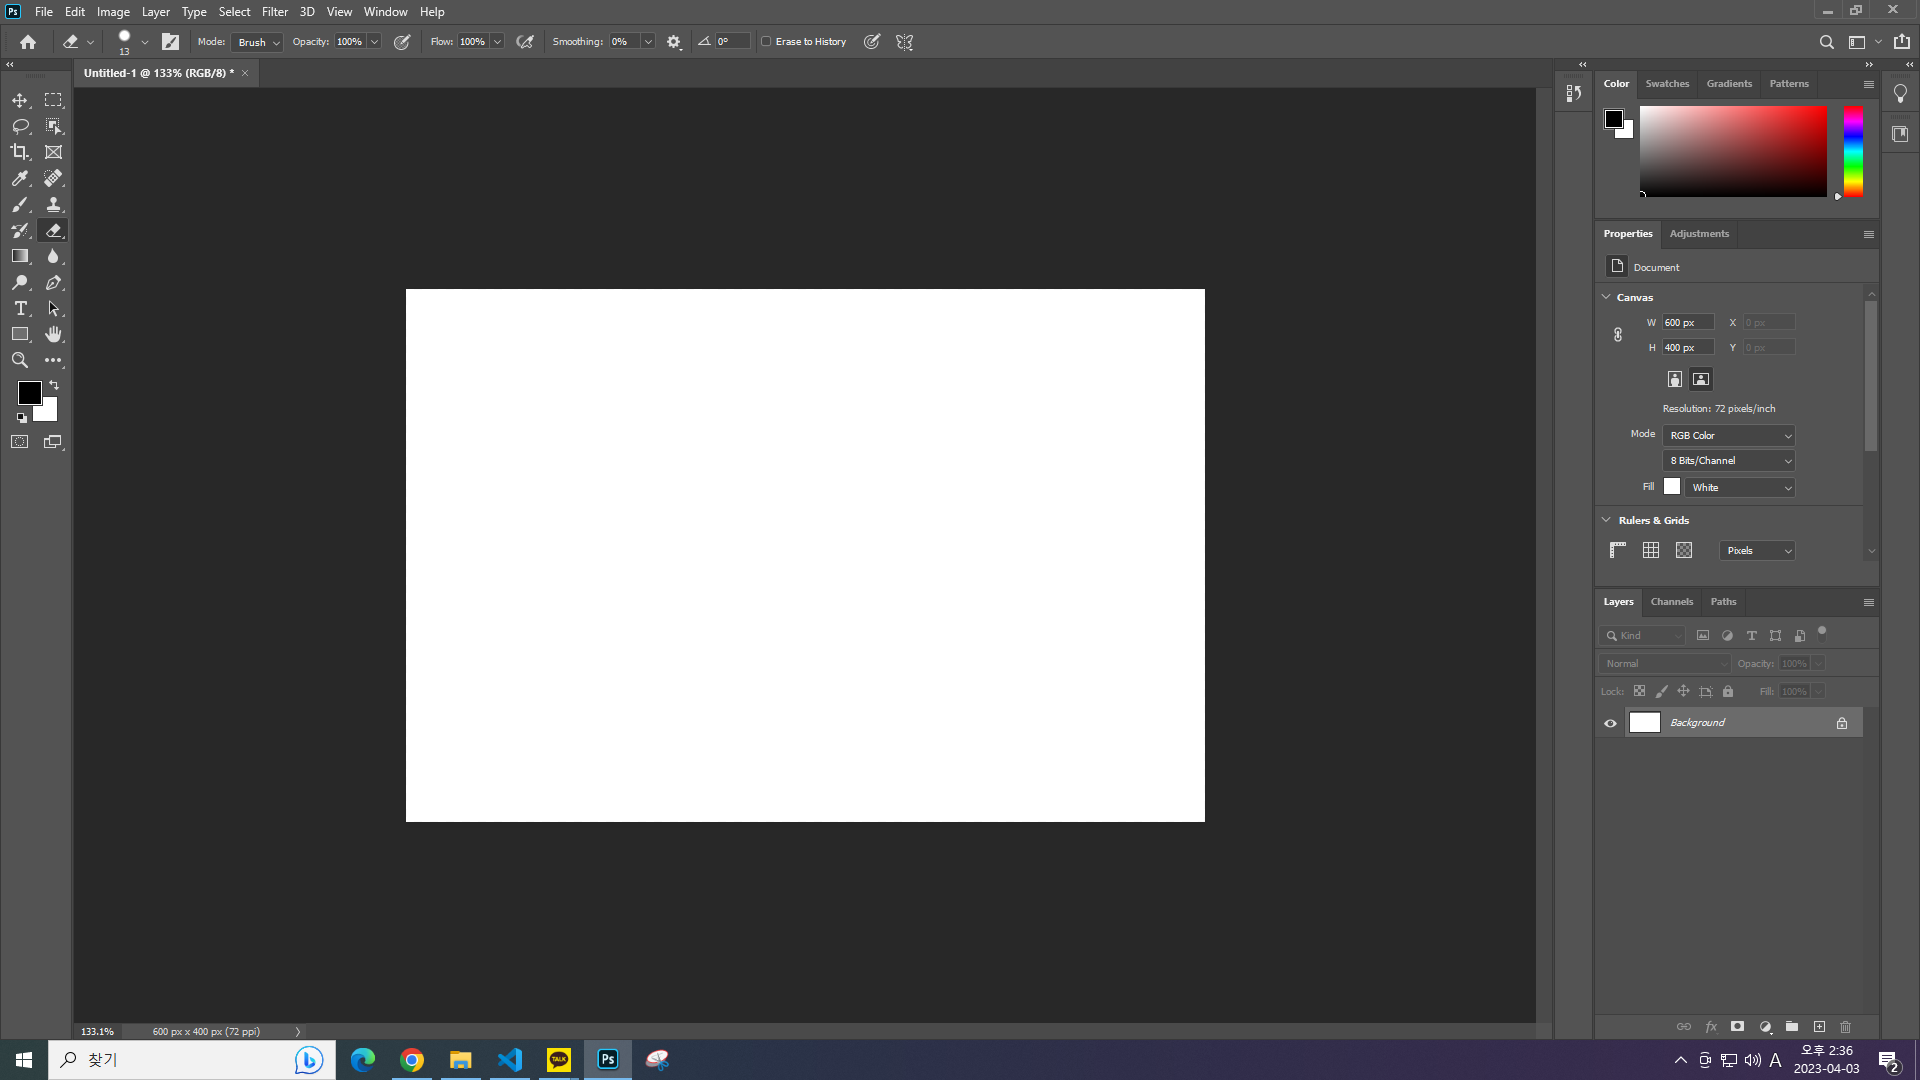 Ps File Edit Image Layer Type Select Filter 3D View Window Help
13 Mode: Brush Opacity: 100% Flow: 100% Smoothing: 0% 0° Erase to History
Untitled-1 @ 133% (RGB/8) *
Color Swatches Gradients Patterns
Properties Adjustments
Document
Canvas
W 600 px X 0 px
H 400 px Y 0 px
Resolution: 72 pixels/inch
Mode RGB Color
8 Bits/Channel
Fill White
Rulers & Grids
Pixels
Layers Channels Paths
Kind
Normal Opacity: 100%
Lock: Fill: 100%
Background
fx
133.1% 600 px x 400 px (72 ppi)
찾기 TALK Ps A 오후 2:36
2023-04-03 2